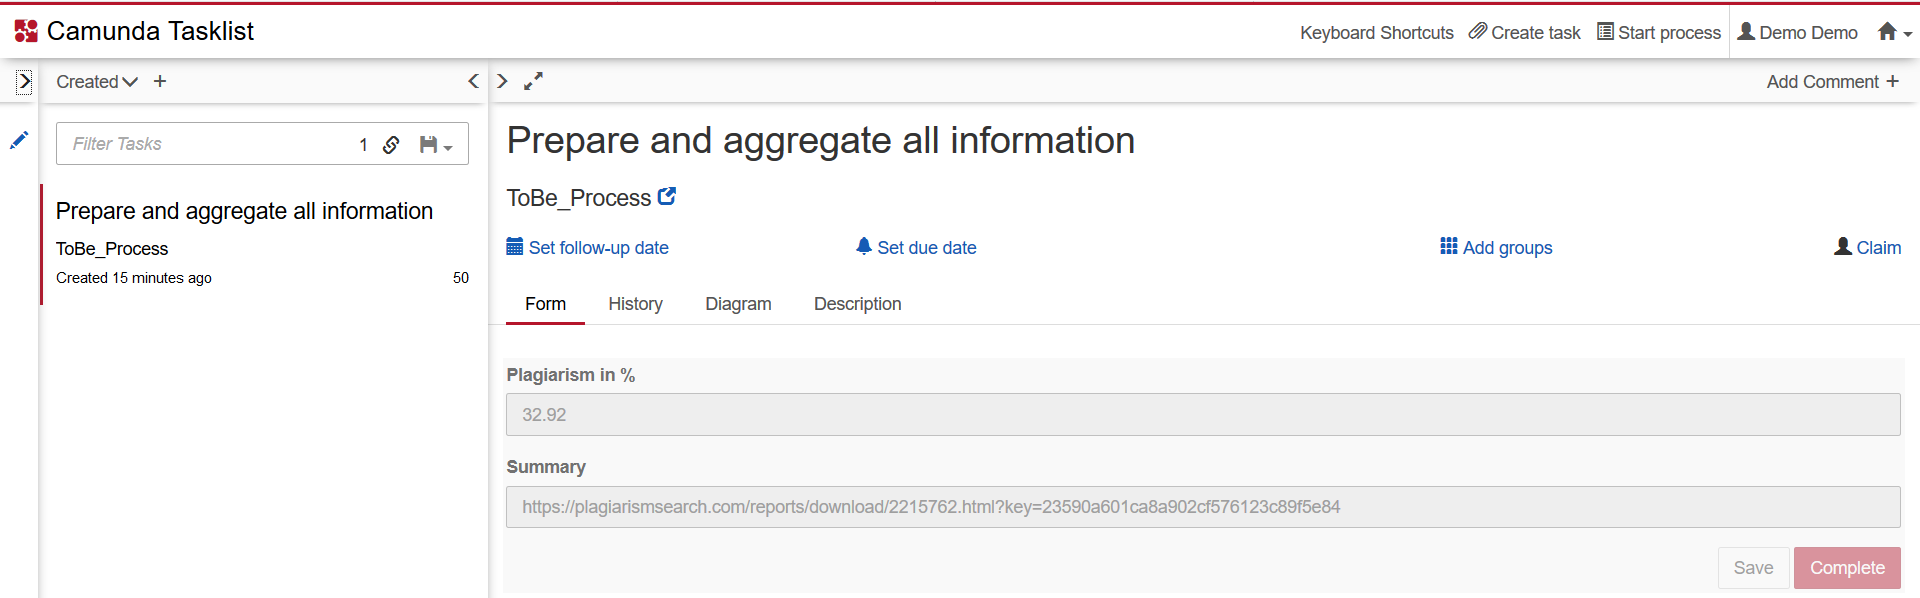 Camunda Tasklist
Keyboard Shortcuts Create task Start process Demo Demo
Created +
Add Comment +
Filter Tasks 1
Prepare and aggregate all information
ToBe_Process
Created 15 minutes ago 50
Prepare and aggregate all information
ToBe_Process
Set follow-up date Set due date Add groups Claim
Form History Diagram Description
Plagiarism in %
32.92
Summary
https://plagiarismsearch.com/reports/download/2215762.html?key=23590a601ca8a902cf576123c89f5e84
Save Complete